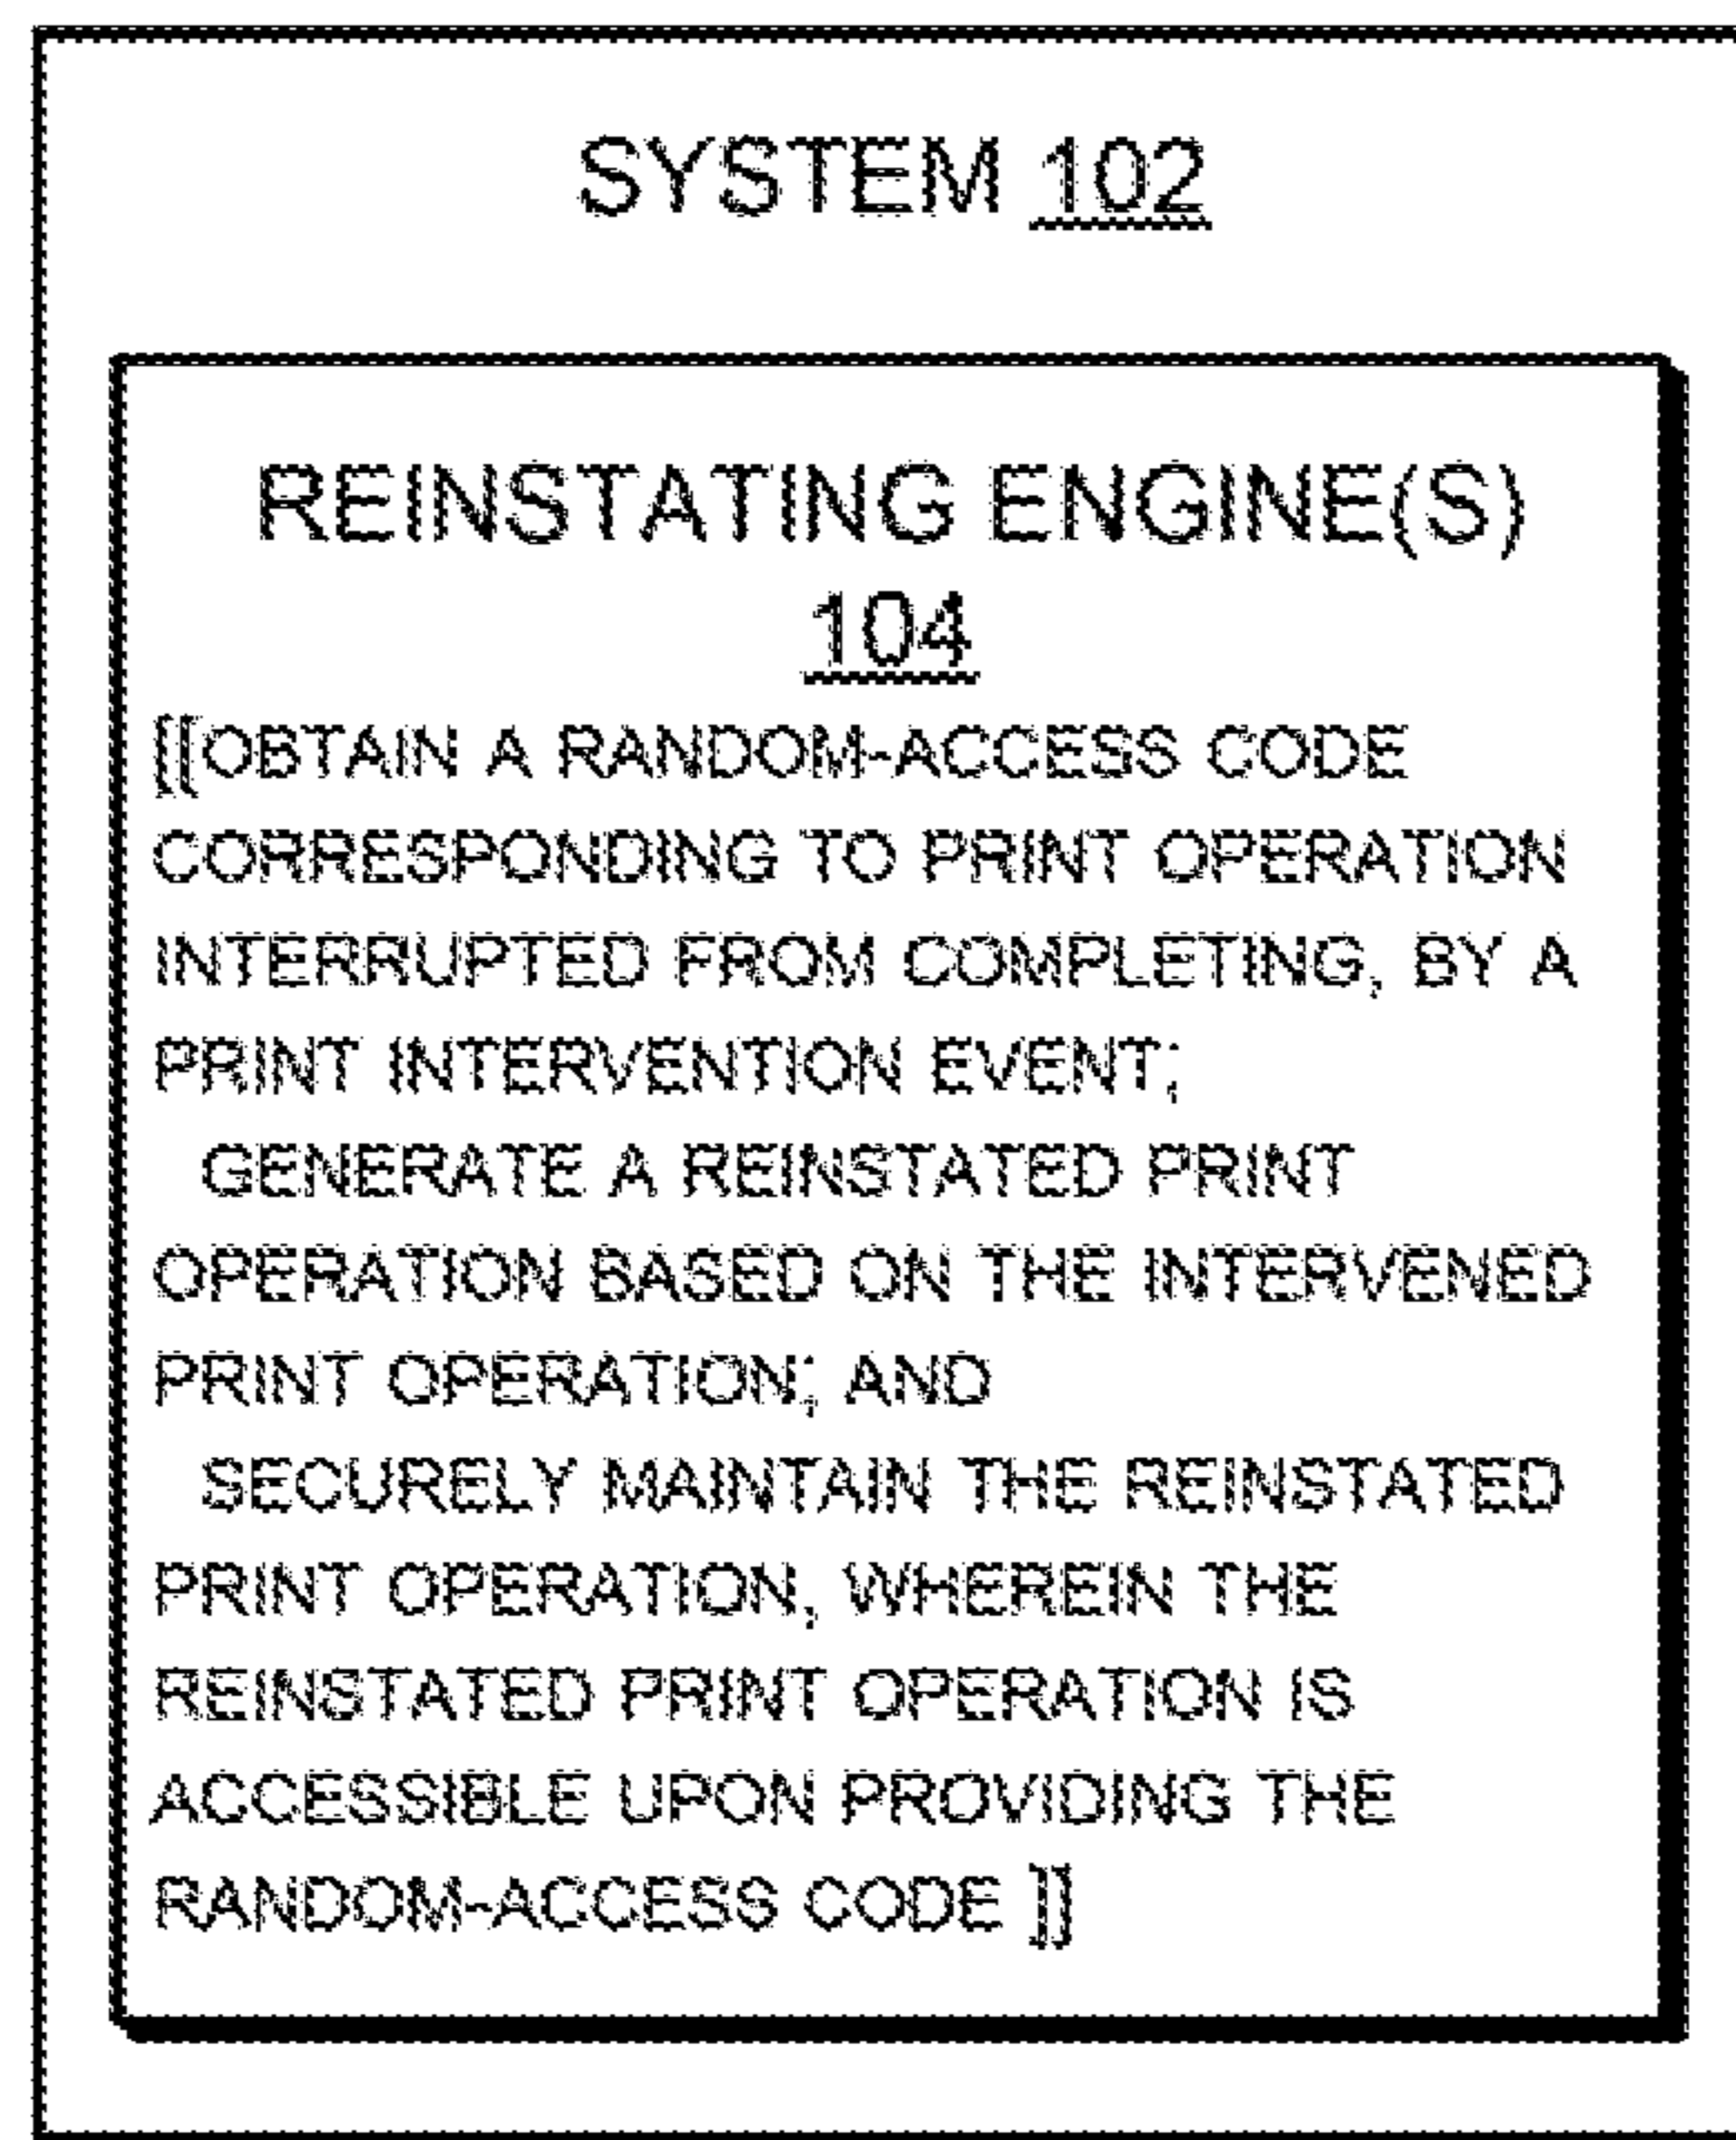 SYSTEM 102
REINSTATING ENGINE(S)
104
[[OBTAIN A RANDOM-ACCESS CODE
CORRESPONDING TO PRINT OPERATION
INTERRUPTED FROM COMPLETING, BY A
PRINT INTERVENTION EVENT;
GENERATE A REINSTATED PRINT
OPERATION BASED ON THE INTERVENED
PRINT OPERATION; AND
SECURELY MAINTAIN THE REINSTATED
PRINT OPERATION, WHEREIN THE
REINSTATED PRINT OPERATION IS
ACCESSIBLE UPON PROVIDING THE
RANDOM-ACCESS CODE ]]